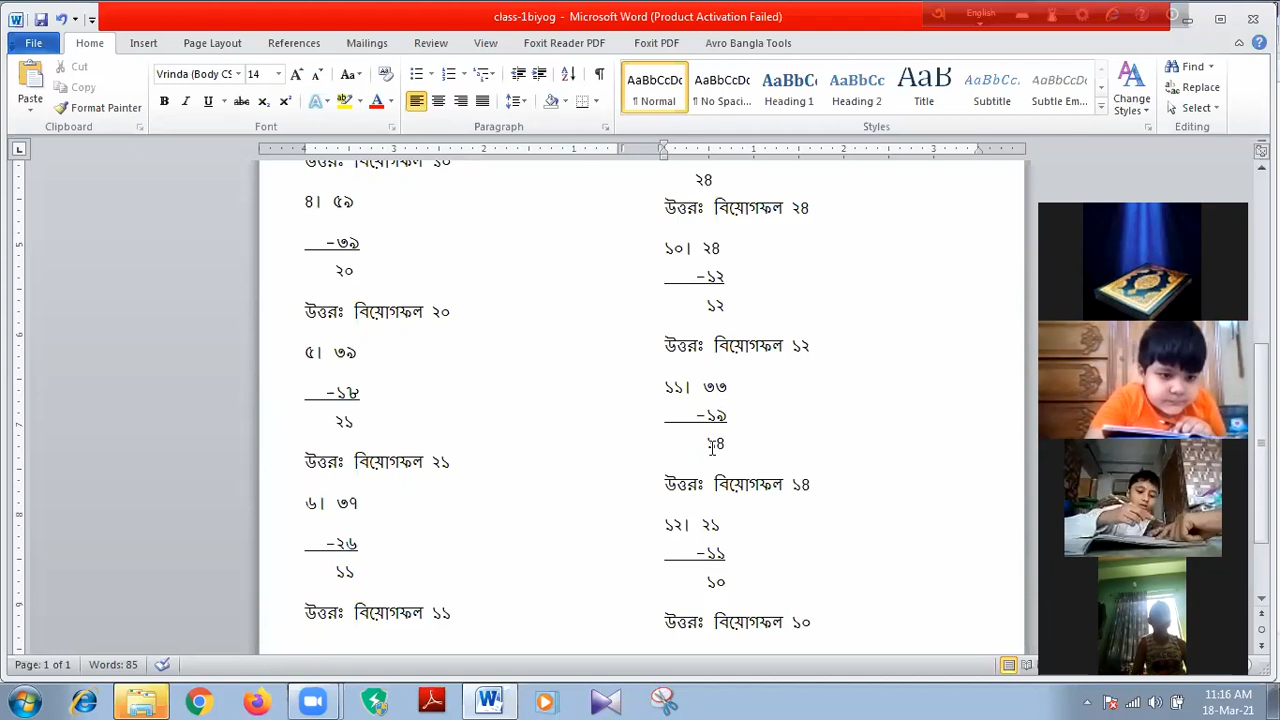 class-1biyog - Microsoft Word (Product Activation Failed)
English
File Home Insert Page Layout References Mailings Review View Foxit Reader PDF Foxit PDF Avro Bangla Tools
Paste
Cut
Copy
Format Painter
Clipboard
Vrinda (Body CS 14
Font
Paragraph
AaBbCcDc AaBbCcDc AaBbC AaBbCc AaB AaBbCc. AaBbCcDc
¶ Normal ¶ No Spaci... Heading 1 Heading 2 Title Subtitle Subtle Em...
Styles
Change Styles
Find
Replace
Select
Editing
উত্তরঃ বিয়োগফল ১০
৪। ৫৯
−৩৯
২০
উত্তরঃ বিয়োগফল ২০
৫। ৩৯
−১৮
২১
উত্তরঃ বিয়োগফল ২১
৬। ৩৭
−২৬
১১
উত্তরঃ বিয়োগফল ১১
২৪
উত্তরঃ বিয়োগফল ২৪
১০। ২৪
−১২
১২
উত্তরঃ বিয়োগফল ১২
১১। ৩৩
−১৯
১৪
উত্তরঃ বিয়োগফল ১৪
১২। ২১
−১১
১০
উত্তরঃ বিয়োগফল ১০
Page: 1 of 1 Words: 85
11:16 AM
18-Mar-21